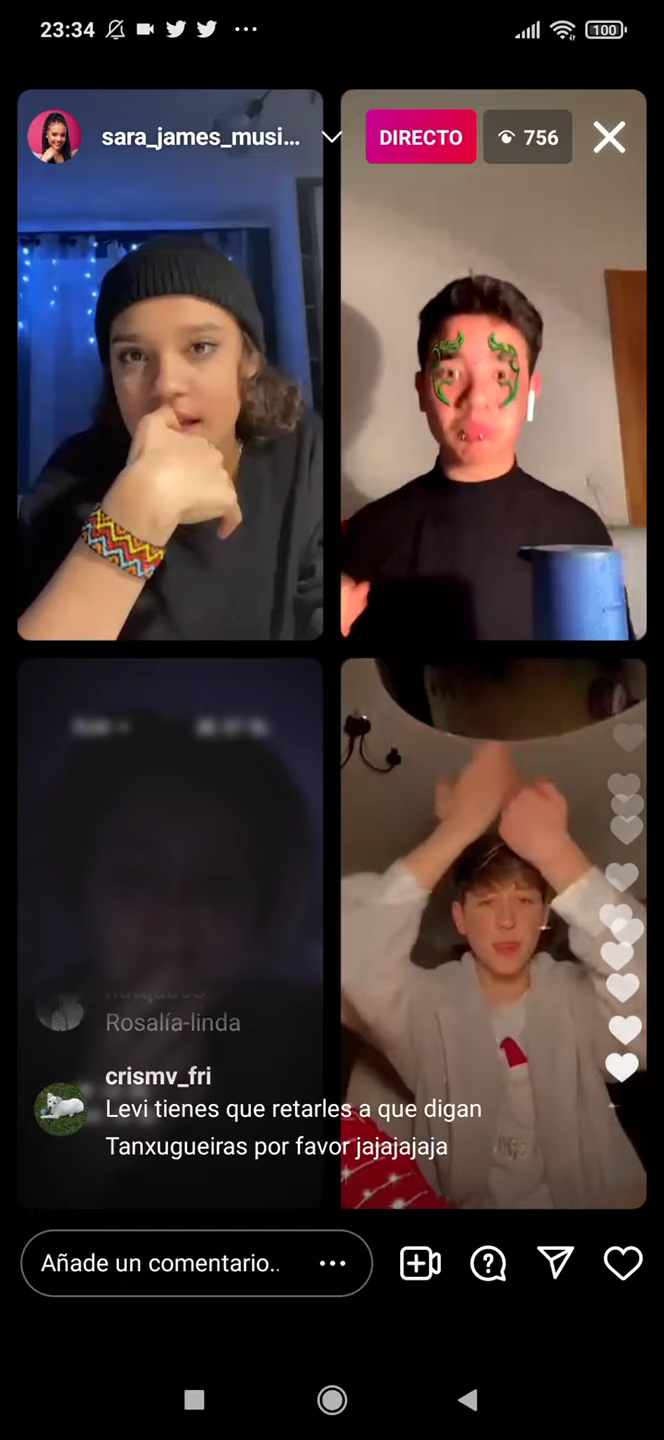 23:34
100
sara_james_musi...
DIRECTO
756
Rosalía-linda
crismv_fri
Levi tienes que retarles a que digan
Tanxugueiras por favor jajajajaja
Añade un comentario..